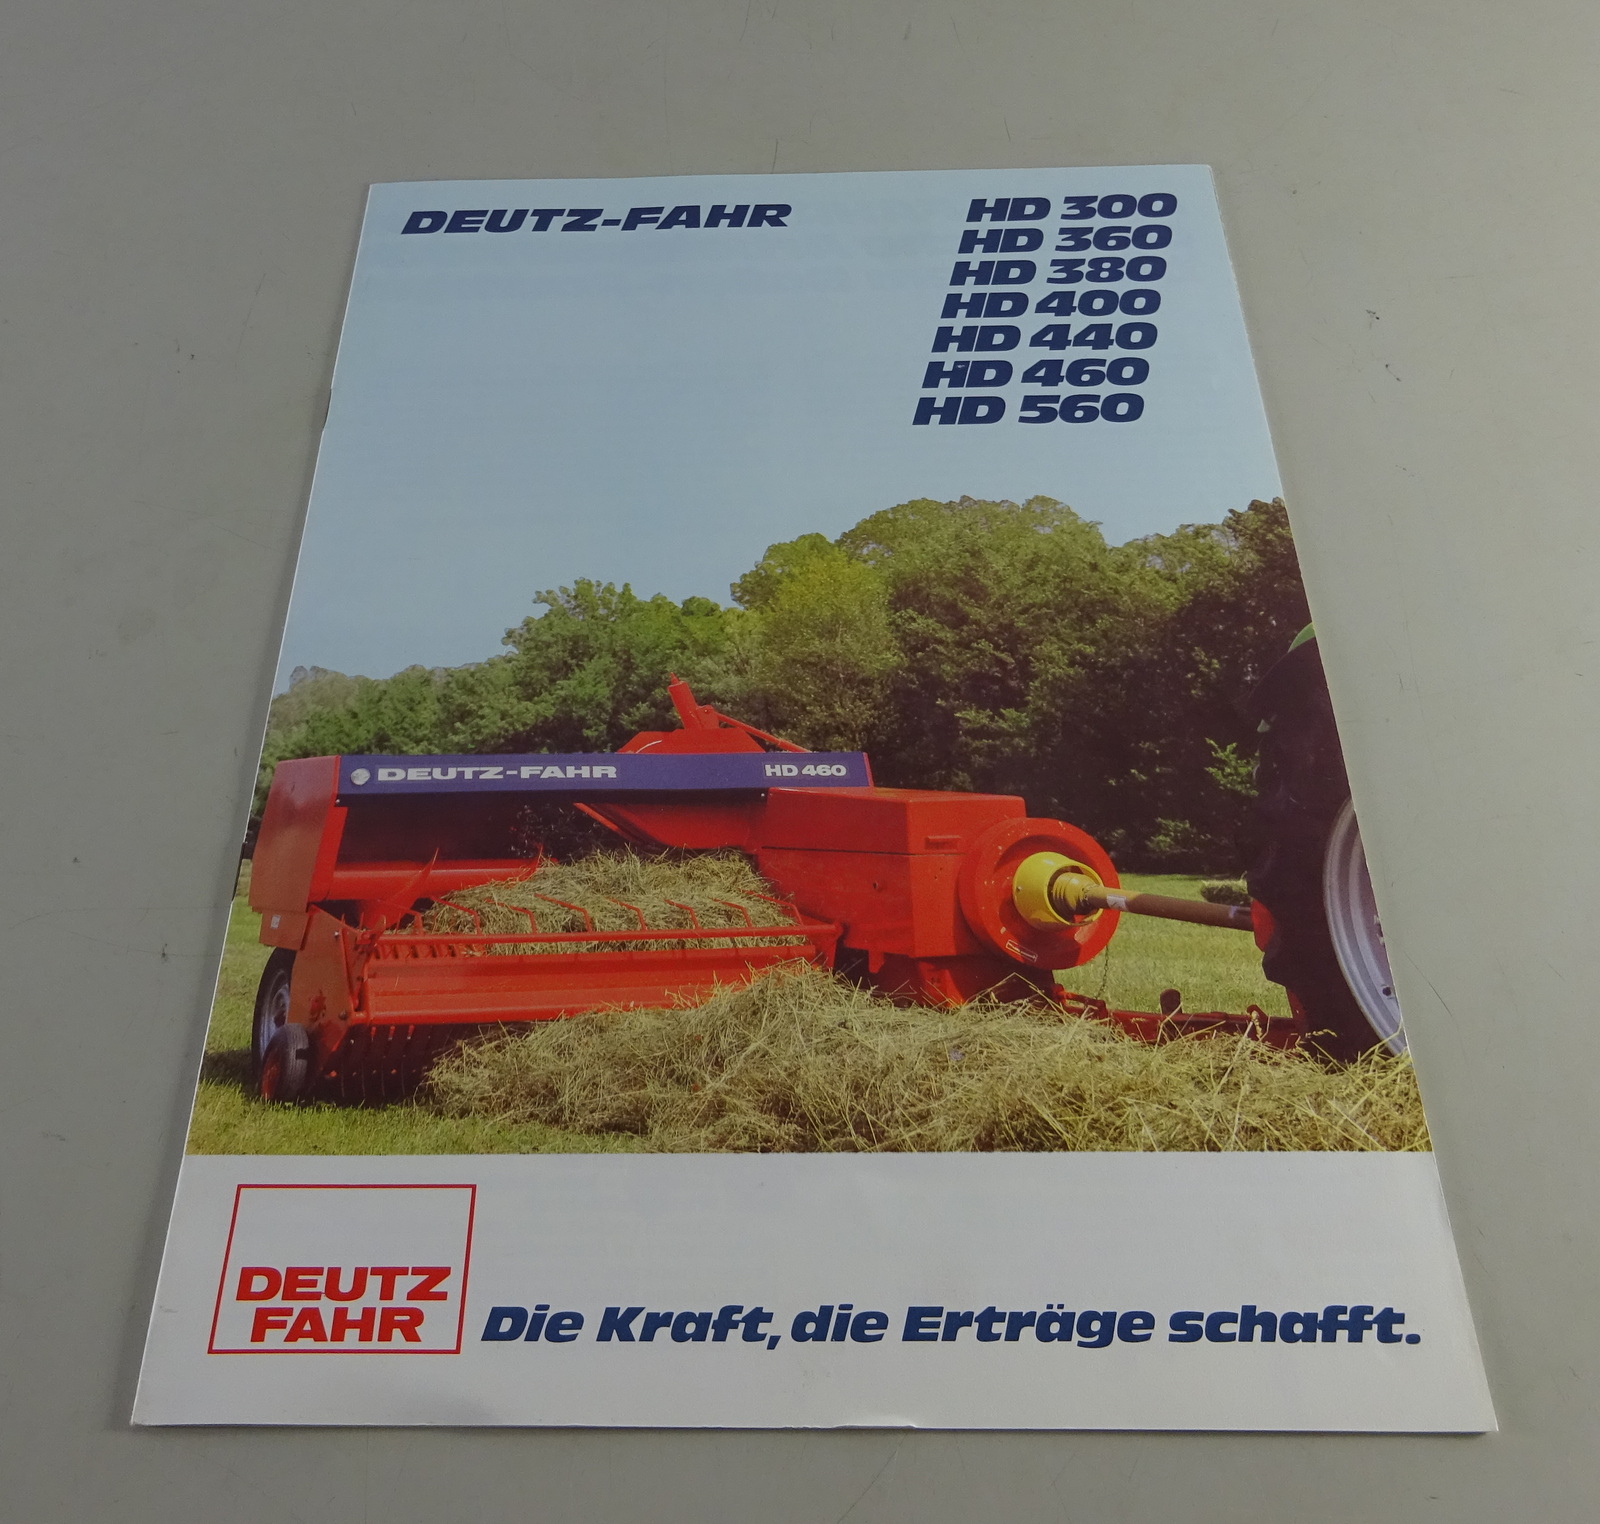 DEUTZ-FAHR
HD 300
HD 360
HD 380
HD 400
HD 440
HD 460
HD 560
DEUTZ-FAHR HD 460
DEUTZ
FAHR
Die Kraft, die Erträge schafft.